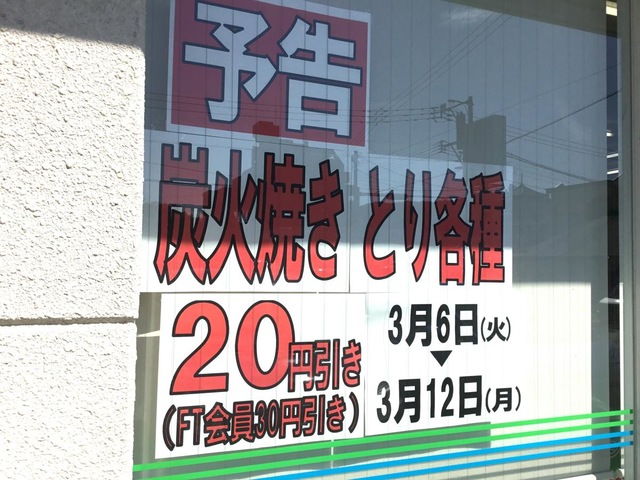 予告
炭火焼き とり各種
20円引き
(FT会員30円引き)
3月6日(火)
▼
3月12日(月)